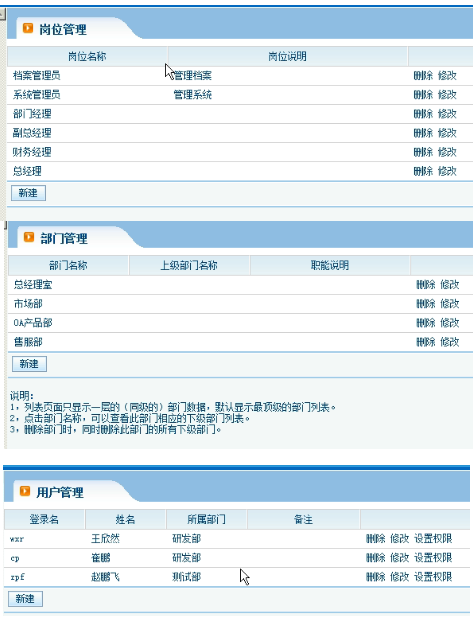 岗位管理
岗位名称 岗位说明
档案管理员 管理档案 删除 修改
系统管理员 管理系统 删除 修改
部门经理 删除 修改
副总经理 删除 修改
财务经理 删除 修改
总经理 删除 修改
新建
部门管理
部门名称 上级部门名称 职能说明
总经理室 删除 修改
市场部 删除 修改
OA产品部 删除 修改
售服部 删除 修改
新建
说明：
1，列表页面只显示一层的（同级的）部门数据，默认显示最顶级的部门列表。
2，点击部门名称，可以查看此部门相应的下级部门列表。
3，删除部门时，同时删除此部门的所有下级部门。
用户管理
登录名 姓名 所属部门 备注
wxr 王欣然 研发部 删除 修改 设置权限
cp 崔鹏 研发部 删除 修改 设置权限
zpf 赵鹏飞 测试部 删除 修改 设置权限
新建